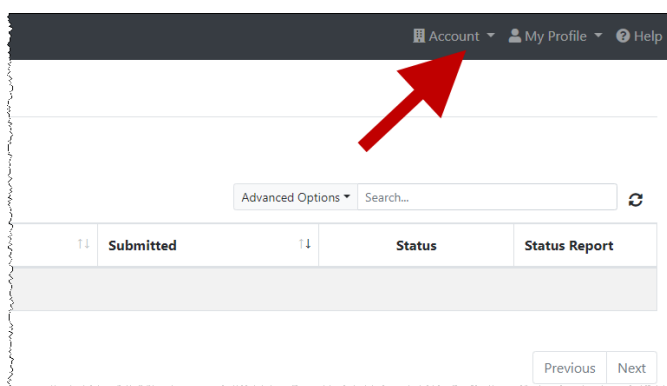 Account My Profile Help
Advanced Options Search...
Submitted Status Status Report
Previous Next